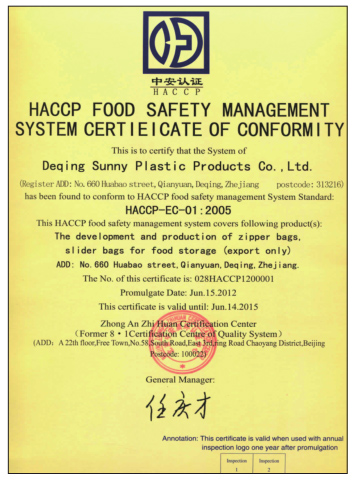 中安认证
HACCP
HACCP FOOD SAFETY MANAGEMENT
SYSTEM CERTIEICATE OF CONFORMITY
This is to certify that the System of
Deqing Sunny Plastic Products Co.,Ltd.
(Register ADD: No. 660 Huabao street, Qianyuan, Deqing, Zhejiang postcode: 313216)
has been found to conform to HACCP food safety management System Standard:
HACCP-EC-01:2005
This HACCP food safety management system covers following product(s):
The development and production of zipper bags,
slider bags for food storage (export only)
ADD: No. 660 Huabao street, Qianyuan, Deqing, Zhejiang.
The No. of this certificate is: 028HACCP1200001
Promulgate Date: Jun.15.2012
This certificate is valid until: Jun.14.2015
Zhong An Zhi Huan Certification Center
(Former 8 · 1Certification Centre of Quality System)
(ADD: A 22th floor,Free Town,No.58,South Road,East 3rd,ring Road Chaoyang District,Beijing
Postcode: 100022)
General Manager:
任庆才
Annotation: This certificate is valid when used with annual
inspection logo one year after promulgation
Inspection Inspection
1 2